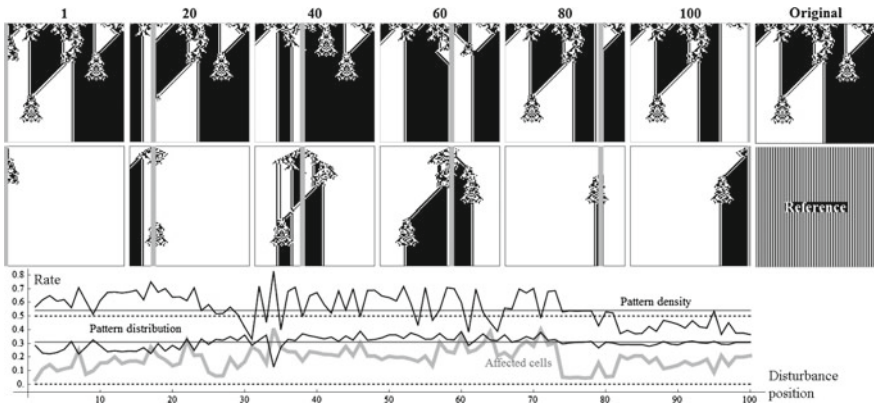 1 20 40 60 80 100 Original
Reference
0.8 Rate
0.7
0.6
Pattern density
0.5
0.4 Pattern distribution
0.3
Affected cells
0.2
0.1
0.
Disturbance
10 20 30 40 50 60 70 80 90 100 position